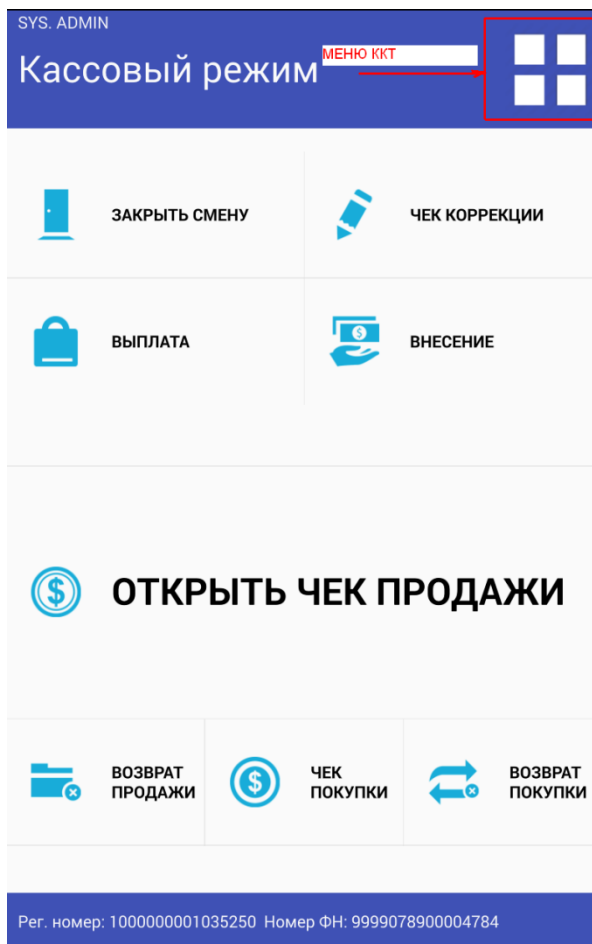 SYS. ADMIN
Кассовый режим
МЕНЮ ККТ
ЗАКРЫТЬ СМЕНУ
ЧЕК КОРРЕКЦИИ
ВЫПЛАТА
ВНЕСЕНИЕ
ОТКРЫТЬ ЧЕК ПРОДАЖИ
ВОЗВРАТ
ПРОДАЖИ
ЧЕК
ПОКУПКИ
ВОЗВРАТ
ПОКУПКИ
Рег. номер: 1000000001035250 Номер ФН: 9999078900004784